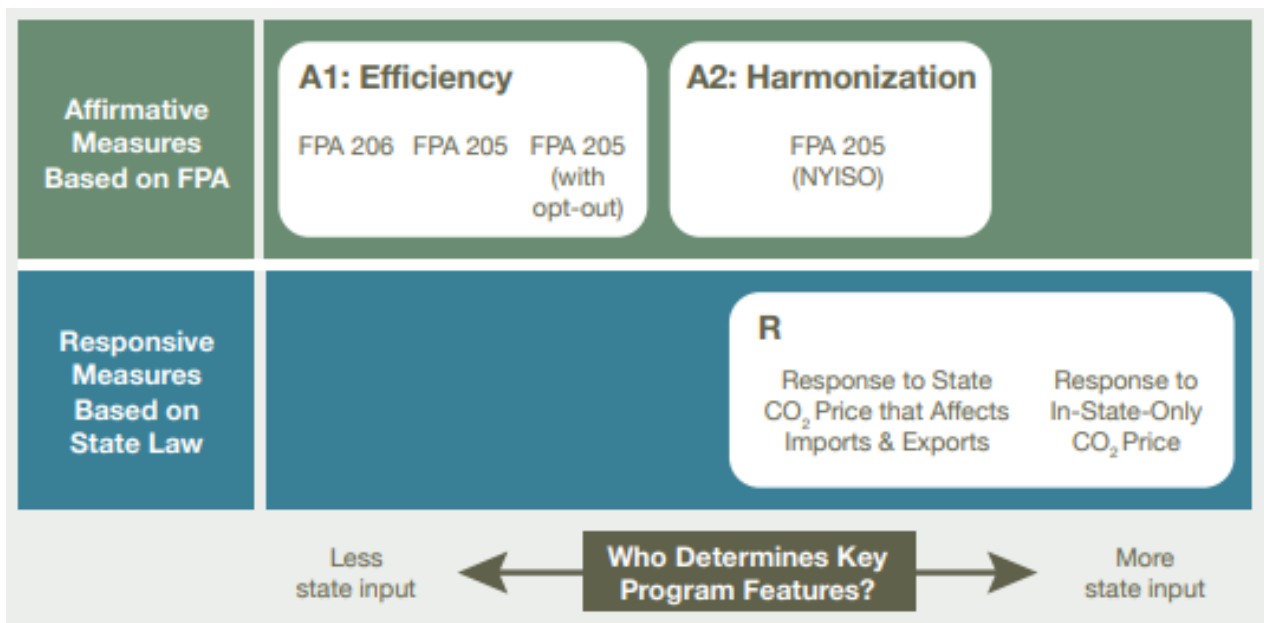 Affirmative
Measures
Based on FPA
A1: Efficiency
FPA 206
FPA 205
FPA 205
(with
opt-out)
A2: Harmonization
FPA 205
(NYISO)
Responsive
Measures
Based on
State Law
R
Response to State
CO₂ Price that Affects
Imports & Exports
Response to
In-State-Only
CO₂ Price
Less
state input
Who Determines Key
Program Features?
More
state input